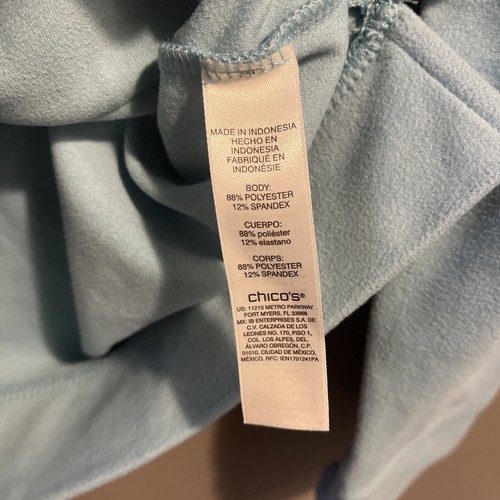 MADE IN INDONESIA
HECHO EN
INDONESIA
FABRIQUÉ EN
INDONÉSIE
BODY:
88% POLYESTER
12% SPANDEX
CUERPO:
88% poliéster
12% elastano
CORPS:
88% POLYESTER
12% SPANDEX
chico's®
US: 11215 METRO PARKWAY
FORT MYERS, FL 33966
MX: IB ENTERPRISES S.A. DE
C.V. CALZADA DE LOS
LEONES NO. 170, PISO 1,
COL. LOS ALPES, DEL.
ÁLVARO OBREGÓN, C.P.
01010, CIUDAD DE MÉXICO,
MÉXICO. RFC: IEN1701241PA